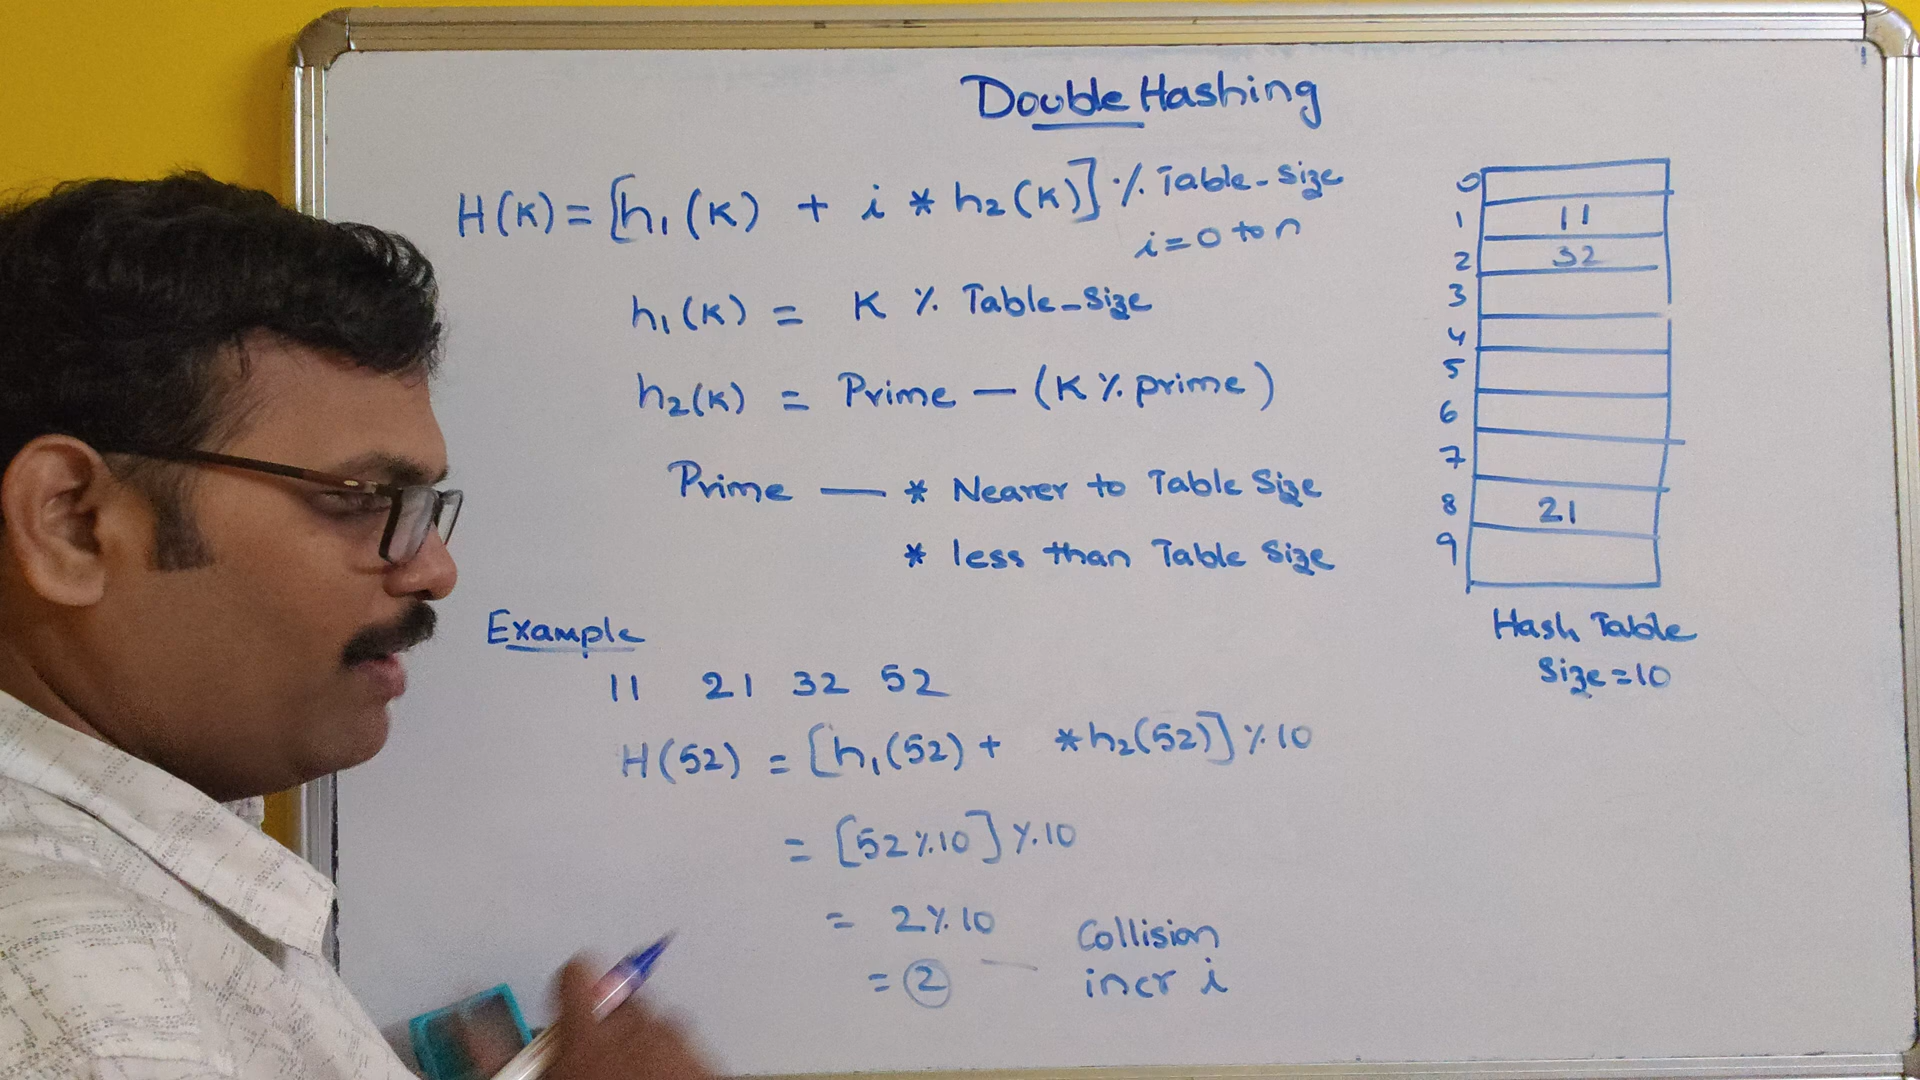 Double Hashing
H(K) = [h₁(K) + i * h₂(K)] % Table-Size
i=0 to n
h₁(K) = K % Table-Size
h₂(K) = Prime - (K % prime)
Prime — * Nearer to Table Size
* less than Table Size
Example
11 21 32 52
H(52) = [h₁(52) + * h₂(52)] % 10
= [52 % 10] % 10
= 2 % 10
= 2 — Collision
incr i
0
1 11
2 32
3
4
5
6
7
8 21
9
Hash Table
Size = 10